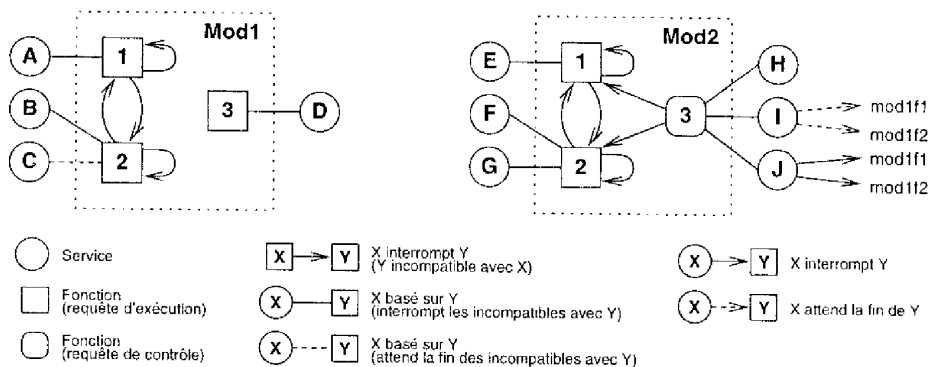 Mod1
A
1
B
3
D
C
2
Mod2
E
1
H
F
3
I
mod1f1
mod1f2
G
2
J
mod1f1
mod1f2
Service
Fonction
(requête d'exécution)
Fonction
(requête de contrôle)
X
Y
X interrompt Y
(Y incompatible avec X)
X
Y
X basé sur Y
(interrompt les incompatibles avec Y)
X
Y
X basé sur Y
(attend la fin des incompatibles avec Y)
X
Y
X interrompt Y
X
Y
X attend la fin de Y